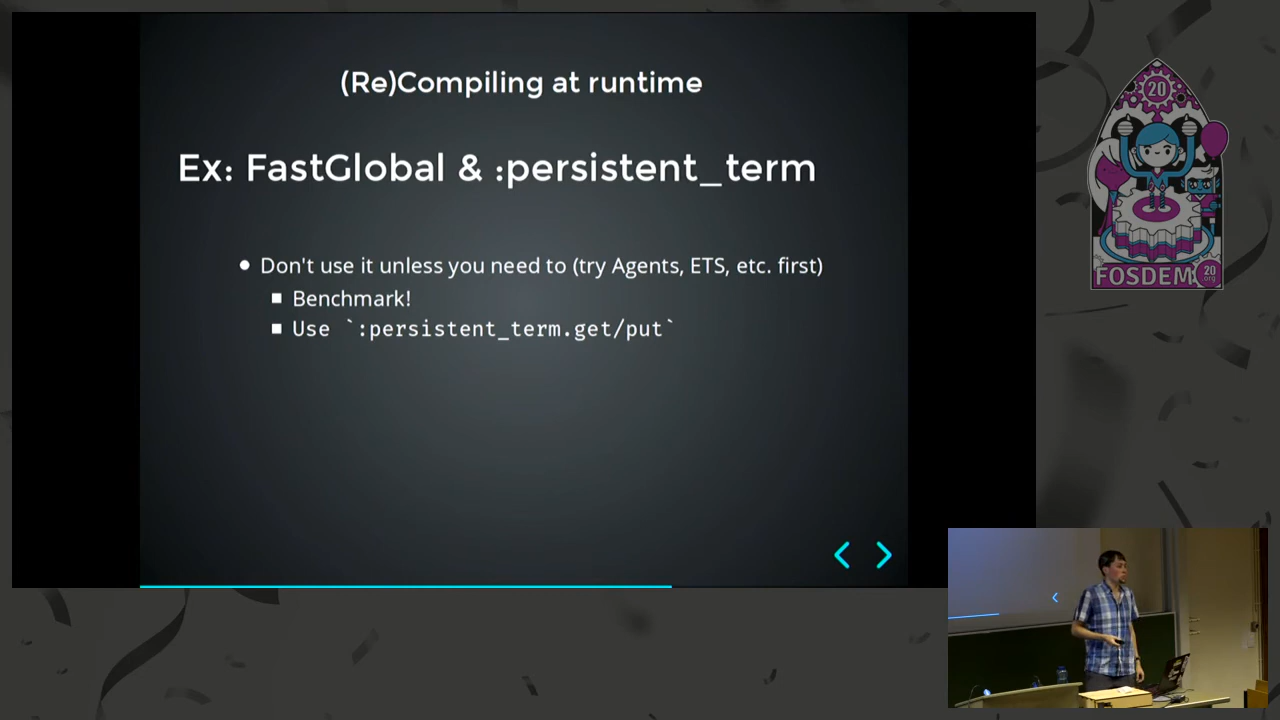 (Re)Compiling at runtime
Ex: FastGlobal & :persistent_term
Don't use it unless you need to (try Agents, ETS, etc. first)
Benchmark!
Use `:persistent_term.get/put`
20
FOSDEM
20
org